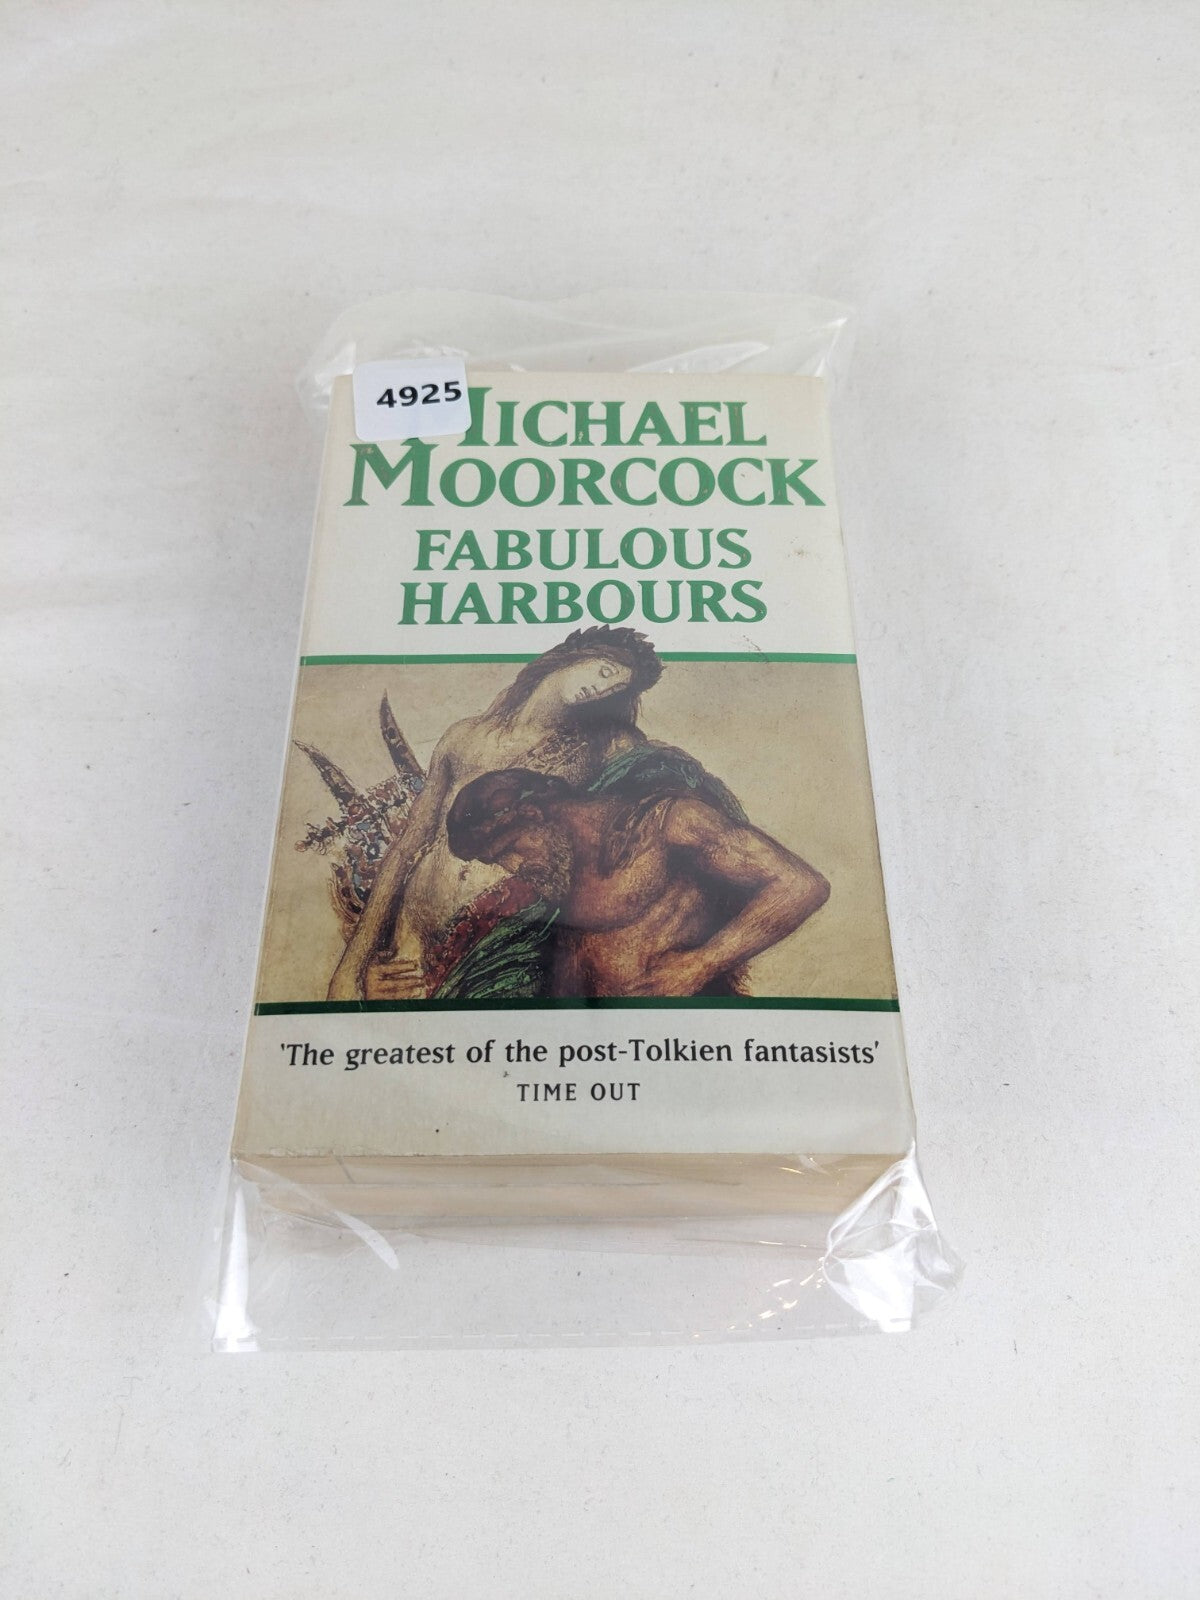 4925
MICHAEL
MOORCOCK
FABULOUS
HARBOURS
'The greatest of the post-Tolkien fantasists'
TIME OUT